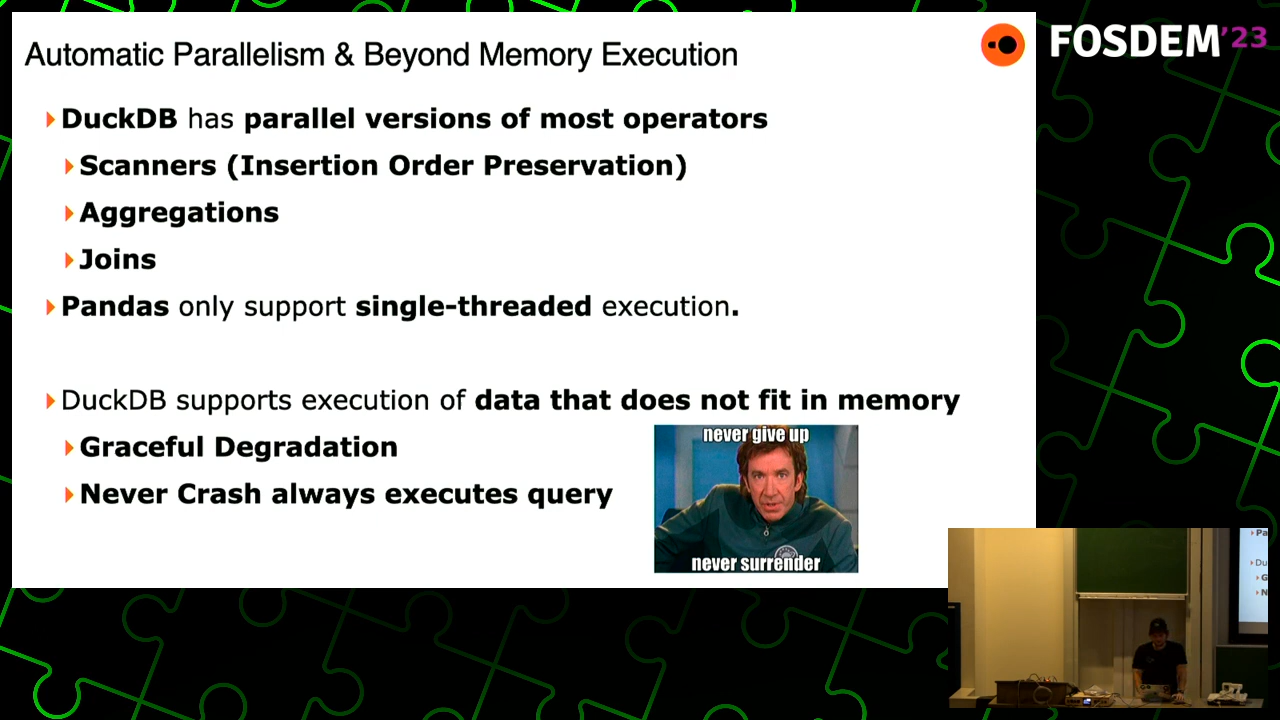 Automatic Parallelism & Beyond Memory Execution
FOSDEM'23
DuckDB has parallel versions of most operators
Scanners (Insertion Order Preservation)
Aggregations
Joins
Pandas only support single-threaded execution.
DuckDB supports execution of data that does not fit in memory
Graceful Degradation
Never Crash always executes query
never give up
never surrender
Pa
Du
G
N